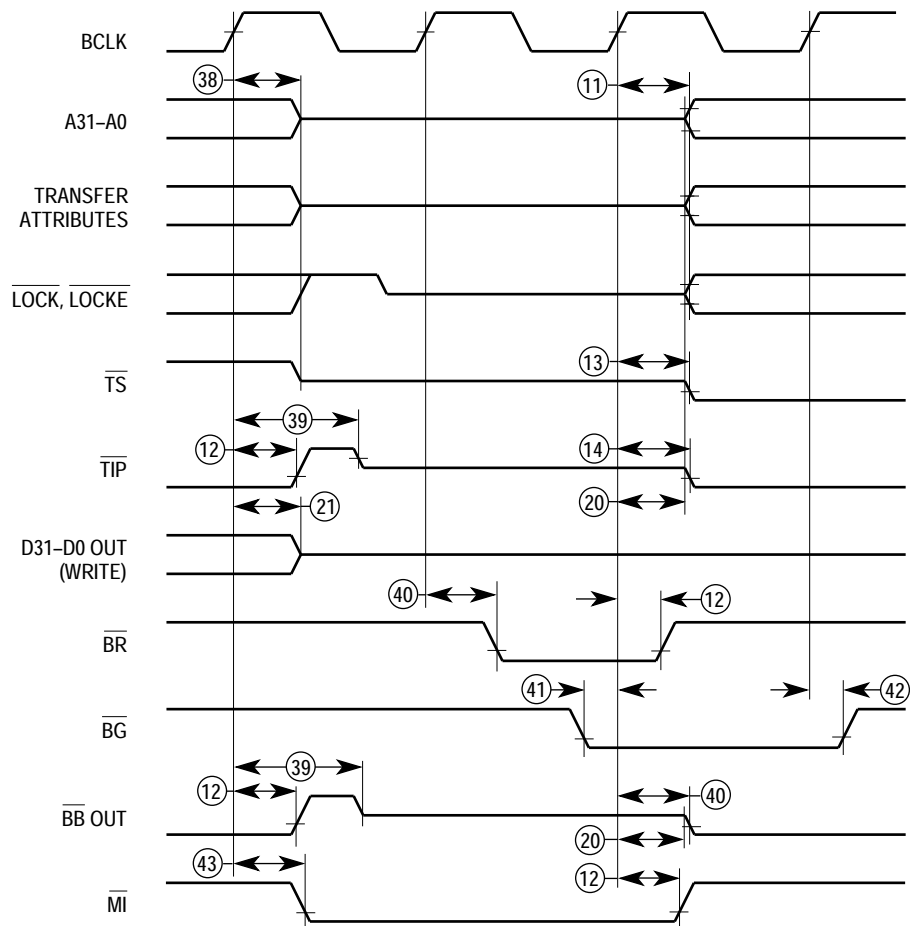 BCLK
38
11
A31–A0
TRANSFER
ATTRIBUTES
LOCK, LOCKE
13
TS
39
12
14
TIP
21
20
D31–D0 OUT
(WRITE)
40
12
BR
41
42
BG
39
12
40
BB OUT
20
43
12
MI